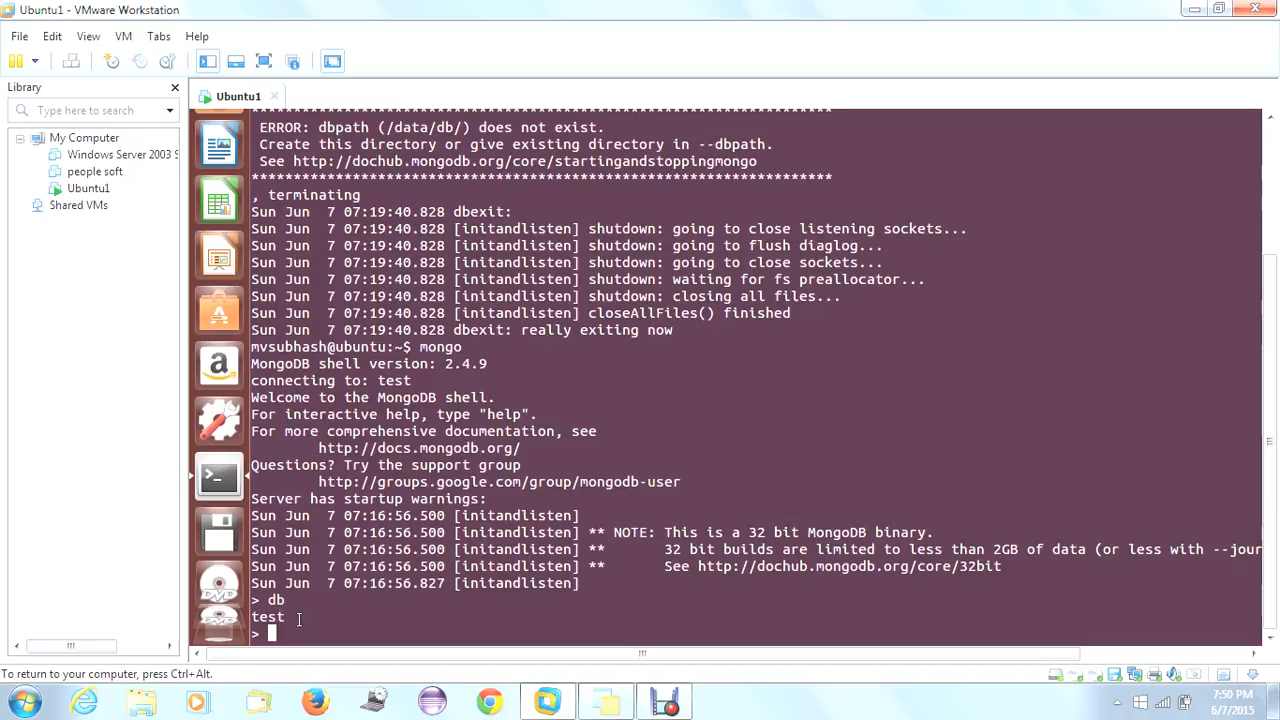 Ubuntu1 - VMware Workstation
File Edit View VM Tabs Help
Library
Type here to search
My Computer
Windows Server 2003 S
people soft
Ubuntu1
Shared VMs
Ubuntu1
*********************************************************************
ERROR: dbpath (/data/db/) does not exist.
Create this directory or give existing directory in --dbpath.
See http://dochub.mongodb.org/core/startingandstoppingmongo
*********************************************************************
, terminating
Sun Jun  7 07:19:40.828 dbexit:
Sun Jun  7 07:19:40.828 [initandlisten] shutdown: going to close listening sockets...
Sun Jun  7 07:19:40.828 [initandlisten] shutdown: going to flush diaglog...
Sun Jun  7 07:19:40.828 [initandlisten] shutdown: going to close sockets...
Sun Jun  7 07:19:40.828 [initandlisten] shutdown: waiting for fs preallocator...
Sun Jun  7 07:19:40.828 [initandlisten] shutdown: closing all files...
Sun Jun  7 07:19:40.828 [initandlisten] closeAllFiles() finished
Sun Jun  7 07:19:40.828 dbexit: really exiting now
mvsubhash@ubuntu:~$ mongo
MongoDB shell version: 2.4.9
connecting to: test
Welcome to the MongoDB shell.
For interactive help, type "help".
For more comprehensive documentation, see
http://docs.mongodb.org/
Questions? Try the support group
http://groups.google.com/group/mongodb-user
Server has startup warnings:
Sun Jun  7 07:16:56.500 [initandlisten]
Sun Jun  7 07:16:56.500 [initandlisten] ** NOTE: This is a 32 bit MongoDB binary.
Sun Jun  7 07:16:56.500 [initandlisten] **       32 bit builds are limited to less than 2GB of data (or less with --jour
Sun Jun  7 07:16:56.500 [initandlisten] **       See http://dochub.mongodb.org/core/32bit
Sun Jun  7 07:16:56.827 [initandlisten]
> db
test
>
To return to your computer, press Ctrl+Alt.
7:50 PM
6/7/2015